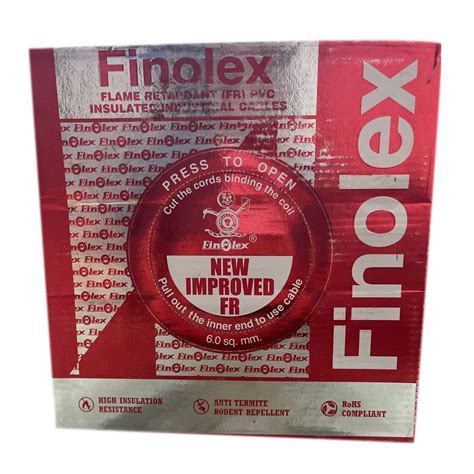 Finolex
FLAME RETARDANT (FR) PVC
INSULATED INDUSTRIAL CABLES
PRESS TO OPEN
Cut the cords binding the coil
FinOlex ®
NEW
IMPROVED
FR
Pull out the inner end to use cable
6.0 sq. mm.
Finolex
HIGH INSULATION
RESISTANCE
ANTI TERMITE
RODENT REPELLENT
RoHS
COMPLIANT